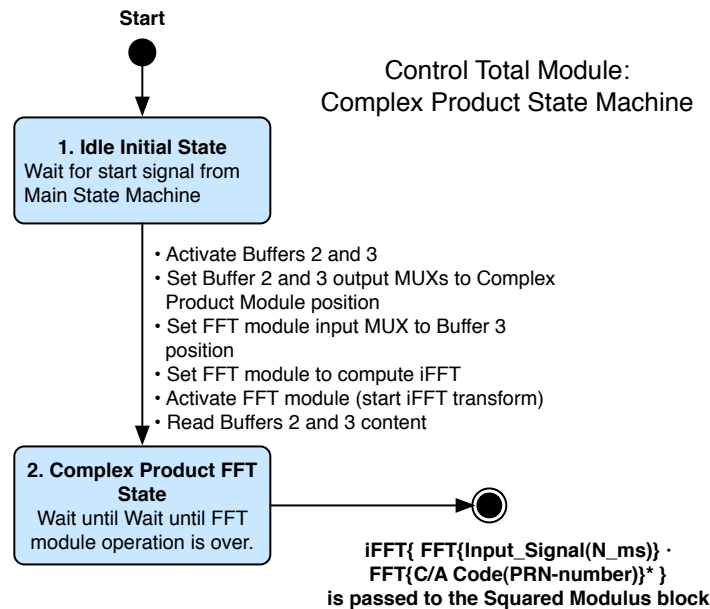 Start
Control Total Module:
Complex Product State Machine
1. Idle Initial State
Wait for start signal from
Main State Machine
• Activate Buffers 2 and 3
• Set Buffer 2 and 3 output MUXs to Complex
Product Module position
• Set FFT module input MUX to Buffer 3
position
• Set FFT module to compute iFFT
• Activate FFT module (start iFFT transform)
• Read Buffers 2 and 3 content
2. Complex Product FFT
State
Wait until Wait until FFT
module operation is over.
iFFT{ FFT{Input_Signal(N_ms)} ·
FFT{C/A Code(PRN-number)}* }
is passed to the Squared Modulus block